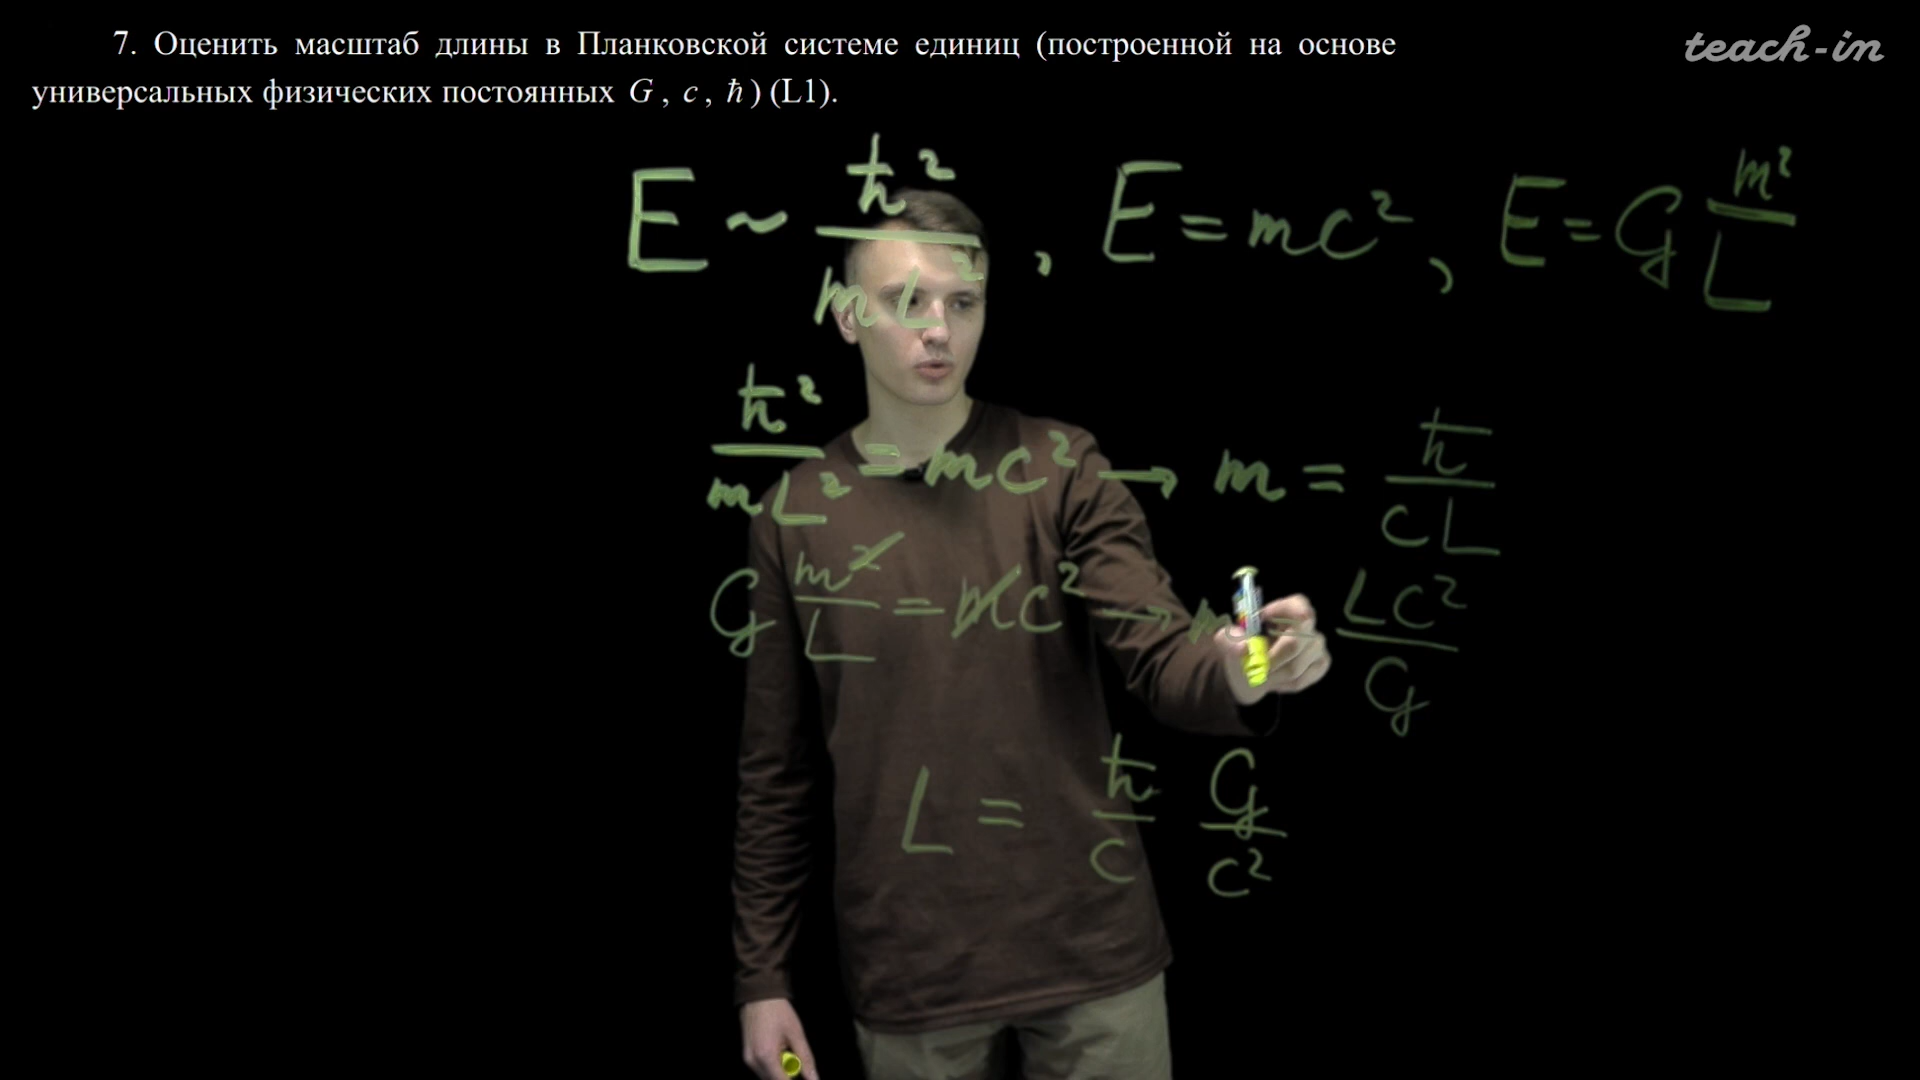 7. Оценить масштаб длины в Планковской системе единиц (построенной на основе
универсальных физических постоянных G , c , ħ ) (L1).
teach-in
E ~ ħ²/mL² , E = mc² , E = G m²/L
ħ²/mL² = mc² → m = ħ/cL
G m²/L = mc² → m = Lc²/G
L = ħ/c G/c²